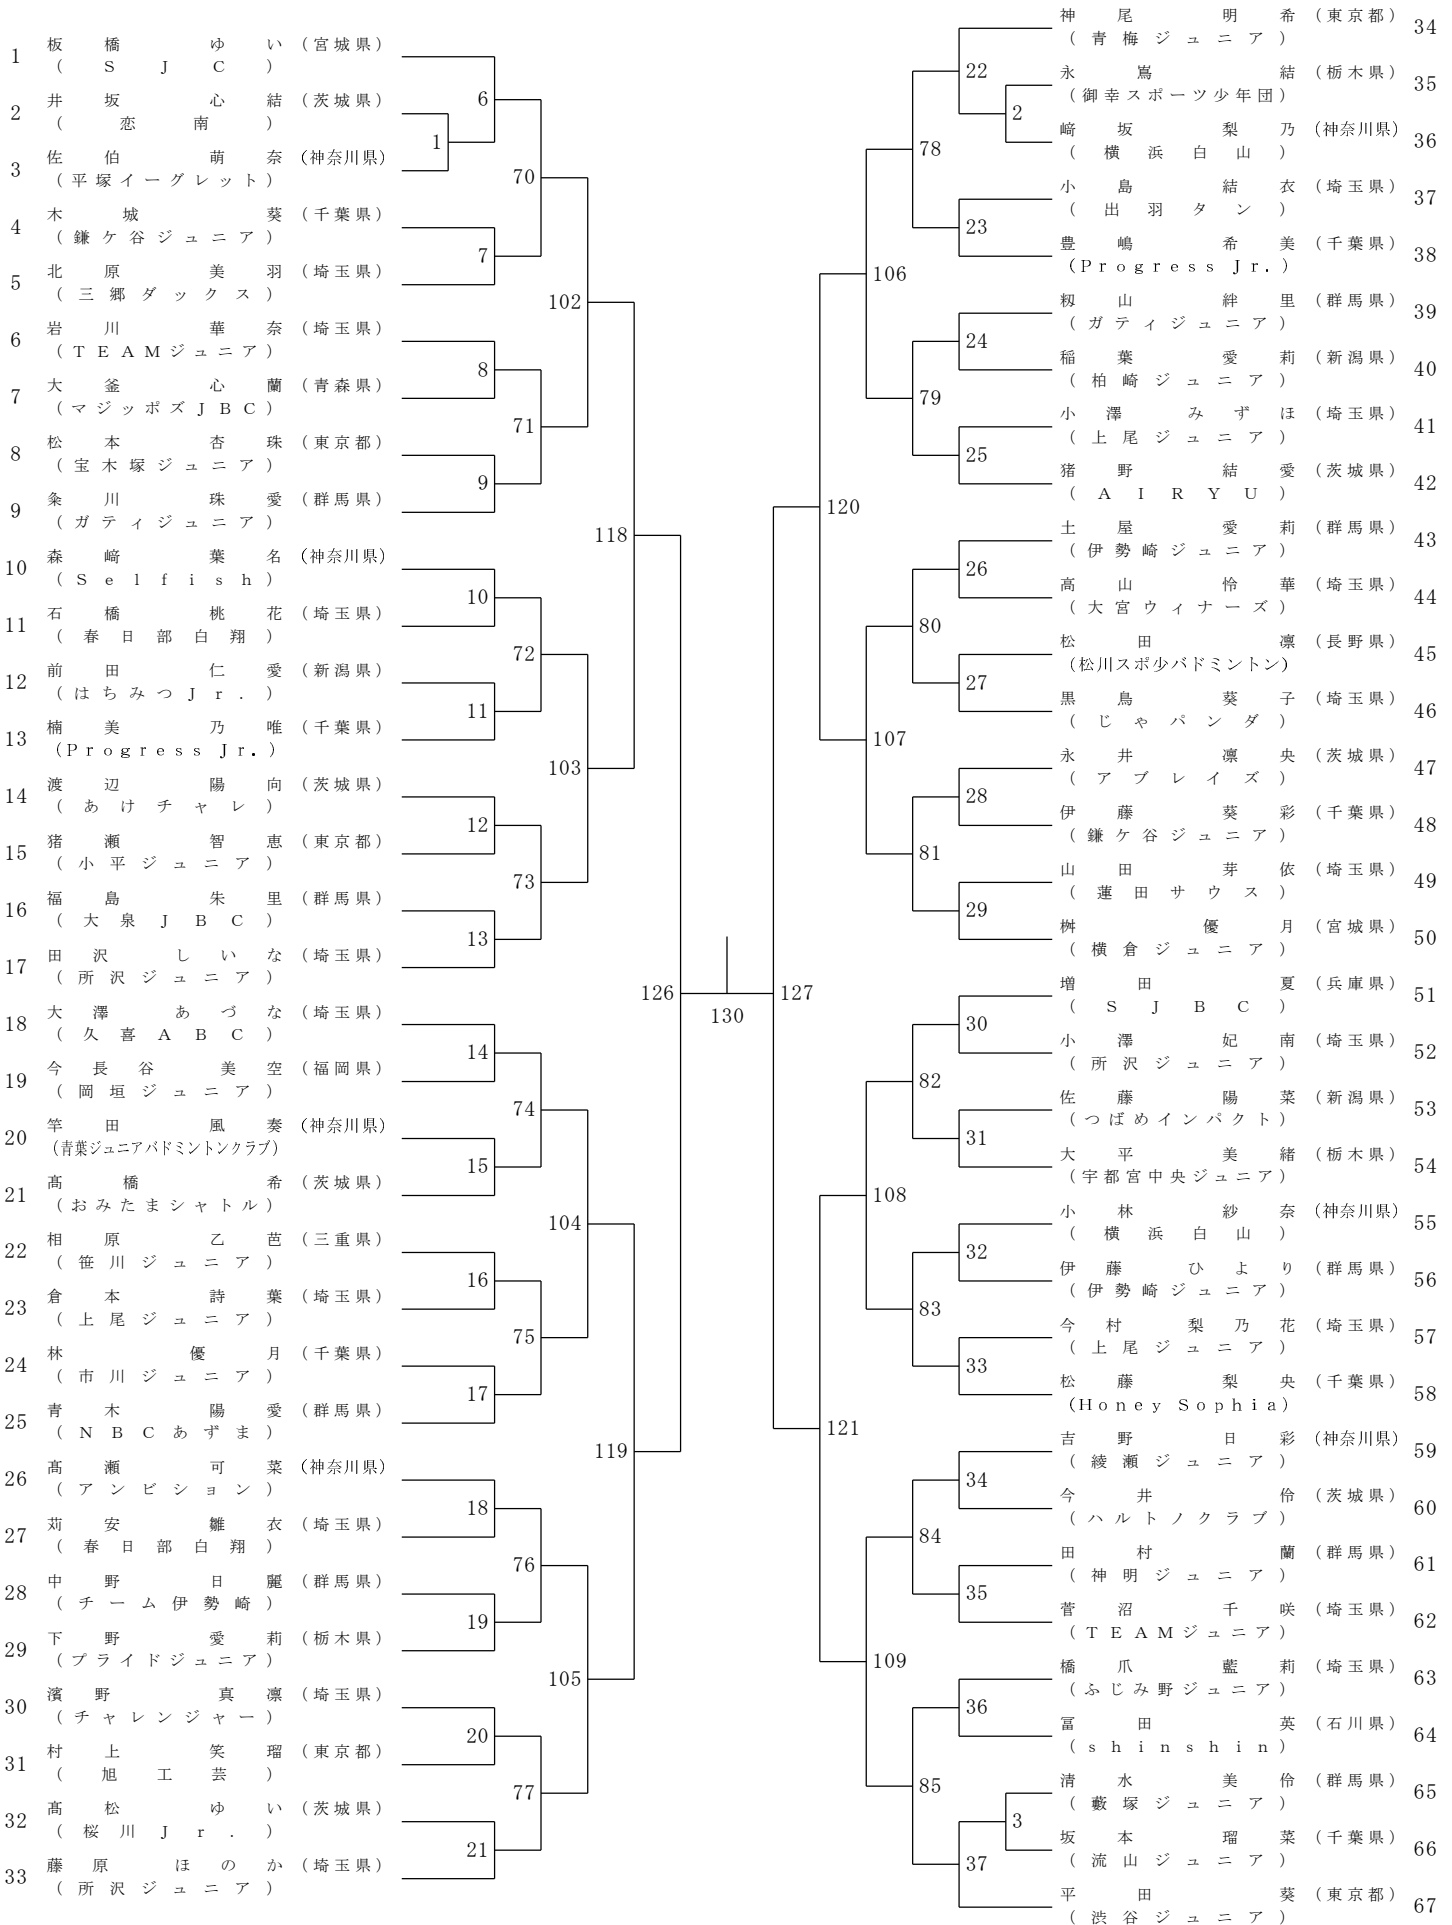 1 板橋 ゆい (宮城県)
(SJC)
2 井坂 心結 (茨城県)
(恋南)
3 佐伯 萌奈 (神奈川県)
(平塚イーグレット)
4 木城 葵 (千葉県)
(鎌ケ谷ジュニア)
5 北原 美羽 (埼玉県)
(三郷ダックス)
6 岩川 華奈 (埼玉県)
(TEAMジュニア)
7 大釜 心蘭 (青森県)
(マジッポズJBC)
8 松本 杏珠 (東京都)
(宝木塚ジュニア)
9 粂川 珠愛 (群馬県)
(ガティジュニア)
10 森﨑 葉名 (神奈川県)
(Selfish)
11 石橋 桃花 (埼玉県)
(春日部白翔)
12 前田 仁愛 (新潟県)
(はちみつJr.)
13 楠美 乃唯 (千葉県)
(Progress Jr.)
14 渡辺 陽向 (茨城県)
(あけチャレ)
15 猪瀬 智恵 (東京都)
(小平ジュニア)
16 福島 朱里 (群馬県)
(大泉JBC)
17 田沢 しいな (埼玉県)
(所沢ジュニア)
18 大澤 あづな (埼玉県)
(久喜ABC)
19 今長谷 美空 (福岡県)
(岡垣ジュニア)
20 竿田 風奏 (神奈川県)
(青葉ジュニアバドミントンクラブ)
21 髙橋 希 (茨城県)
(おみたまシャトル)
22 相原 乙芭 (三重県)
(笹川ジュニア)
23 倉本 詩葉 (埼玉県)
(上尾ジュニア)
24 林 優月 (千葉県)
(市川ジュニア)
25 青木 陽愛 (群馬県)
(NBCあずま)
26 髙瀬 可菜 (神奈川県)
(アンビション)
27 苅安 雛衣 (埼玉県)
(春日部白翔)
28 中野 日麗 (群馬県)
(チーム伊勢崎)
29 下野 愛莉 (栃木県)
(プライドジュニア)
30 濱野 真凛 (埼玉県)
(チャレンジャー)
31 村上 笑瑠 (東京都)
(旭工芸)
32 髙松 ゆい (茨城県)
(桜川Jr.)
33 藤原 ほのか (埼玉県)
(所沢ジュニア)
1
6
7
8
9
10
11
12
13
14
15
16
17
18
19
20
21
70
71
72
73
74
75
76
77
102
103
104
105
118
119
126
130
127
120
121
106
107
108
109
78
79
80
81
82
83
84
85
22
23
24
25
26
27
28
29
30
31
32
33
34
35
36
37
2
3
神尾 明希 (東京都) 34
(青梅ジュニア)
永嶌 結 (栃木県) 35
(御幸スポーツ少年団)
﨑坂 梨乃 (神奈川県) 36
(横浜白山)
小島 結衣 (埼玉県) 37
(出羽タン)
豊嶋 希美 (千葉県) 38
(Progress Jr.)
籾山 絆里 (群馬県) 39
(ガティジュニア)
稲葉 愛莉 (新潟県) 40
(柏崎ジュニア)
小澤 みずほ (埼玉県) 41
(上尾ジュニア)
猪野 結愛 (茨城県) 42
(AIRYU)
土屋 愛莉 (群馬県) 43
(伊勢崎ジュニア)
高山 怜華 (埼玉県) 44
(大宮ウィナーズ)
松田 凛 (長野県) 45
(松川スポ少バドミントン)
黒鳥 葵子 (埼玉県) 46
(じゃパンダ)
永井 凛央 (茨城県) 47
(アブレイズ)
伊藤 葵彩 (千葉県) 48
(鎌ケ谷ジュニア)
山田 芽依 (埼玉県) 49
(蓮田サウス)
桝 優月 (宮城県) 50
(横倉ジュニア)
増田 夏 (兵庫県) 51
(SJBC)
小澤 妃南 (埼玉県) 52
(所沢ジュニア)
佐藤 陽菜 (新潟県) 53
(つばめインパクト)
大平 美緒 (栃木県) 54
(宇都宮中央ジュニア)
小林 紗奈 (神奈川県) 55
(横浜白山)
伊藤 ひより (群馬県) 56
(伊勢崎ジュニア)
今村 梨乃花 (埼玉県) 57
(上尾ジュニア)
松藤 梨央 (千葉県) 58
(Honey Sophia)
吉野 日彩 (神奈川県) 59
(綾瀬ジュニア)
今井 伶 (茨城県) 60
(ハルトノクラブ)
田村 蘭 (群馬県) 61
(神明ジュニア)
菅沼 千咲 (埼玉県) 62
(TEAMジュニア)
橋爪 藍莉 (埼玉県) 63
(ふじみ野ジュニア)
冨田 英 (石川県) 64
(shinshin)
清水 美伶 (群馬県) 65
(藪塚ジュニア)
坂本 瑠菜 (千葉県) 66
(流山ジュニア)
平田 葵 (東京都) 67
(渋谷ジュニア)